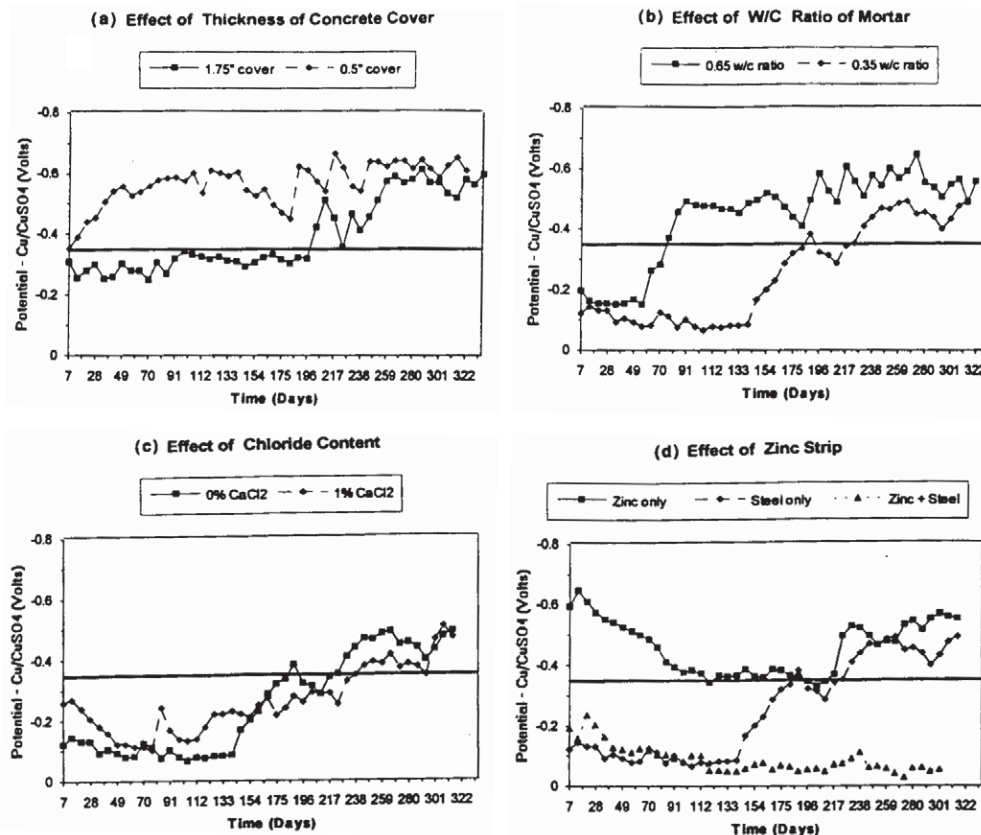 (a) Effect of Thickness of Concrete Cover
1.75" cover 0.5" cover
Potential - Cu/CuSO4 (Volts)
-0.8
-0.6
-0.4
-0.2
0
7 28 49 70 91 112 133 154 175 196 217 238 259 280 301 322
Time (Days)
(b) Effect of W/C Ratio of Mortar
0.65 w/c ratio 0.35 w/c ratio
Potential - Cu/CuSO4 (Volts)
-0.8
-0.6
-0.4
-0.2
0
7 28 49 70 91 112 133 154 175 196 217 238 259 280 301 322
Time (Days)
(c) Effect of Chloride Content
0% CaCl2 1% CaCl2
Potential - Cu/CuSO4 (Volts)
-0.8
-0.6
-0.4
-0.2
0
7 28 49 70 91 112 133 154 175 196 217 238 259 280 301 322
Time (Days)
(d) Effect of Zinc Strip
Zinc only Steel only Zinc + Steel
Potential - Cu/CuSO4 (Volts)
-0.8
-0.6
-0.4
-0.2
0
7 28 49 70 91 112 133 154 175 196 217 238 259 280 301 322
Time (Days)